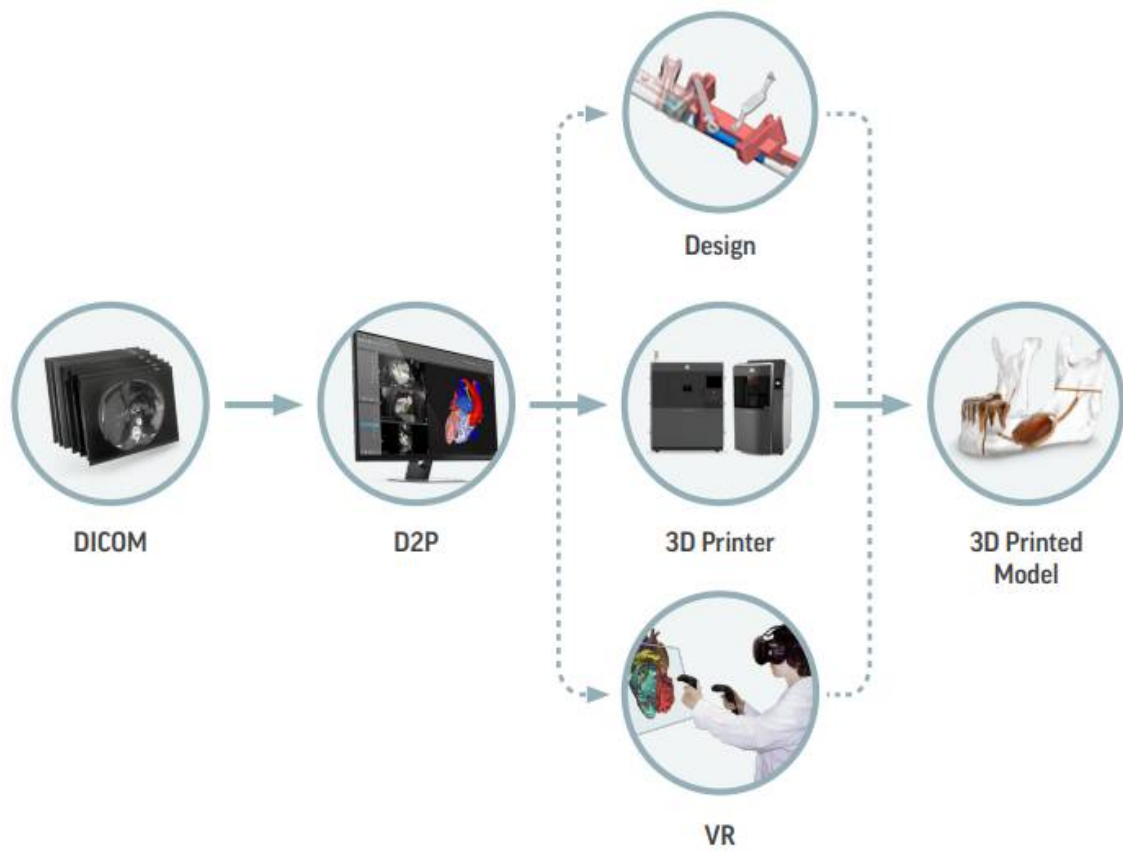 Design
DICOM
D2P
3D Printer
3D Printed
Model
VR